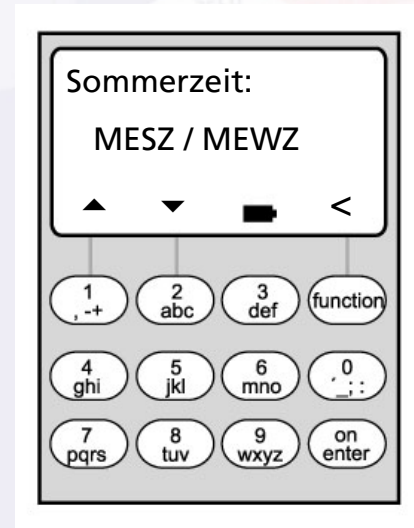 Sommerzeit:
MESZ / MEWZ
<
1 2 3 function
, -+ abc def
4 5 6 0
ghi jkl mno ´_; :
7 8 9 on
pqrs tuv wxyz enter